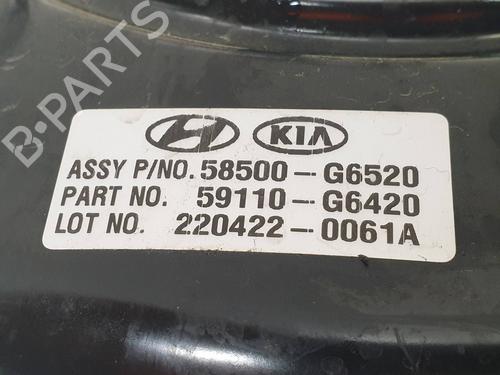 B-PARTS
KIA
ASSY P/NO. 58500-G6520
PART NO. 59110-G6420
LOT NO. 220422-0061A